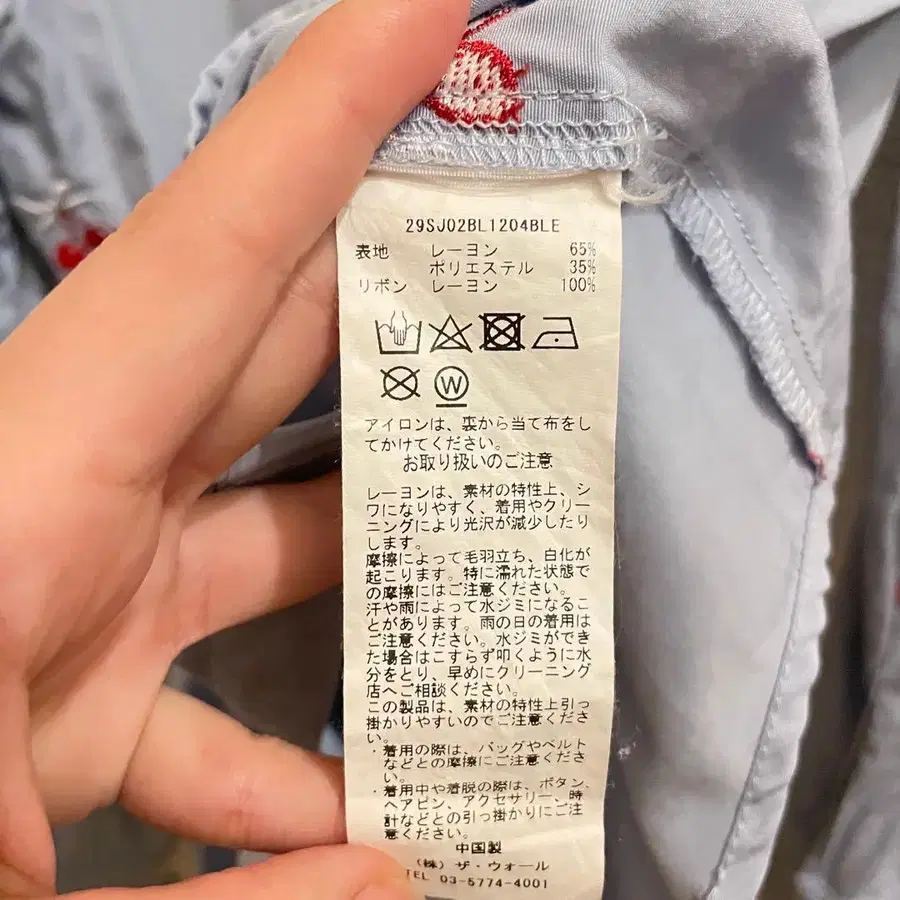 29SJ02BL1204BLE
表地 レーヨン 65%
ポリエステル 35%
リボン レーヨン 100%
W
アイロンは、裏から当て布をし
てかけてください。
お取り扱いのご注意
レーヨンは、素材の特性上、シ
ワになりやすく、着用やクリー
ニングにより光沢が減少したり
します。
摩擦によって毛羽立ち、白化が
起こります。特に濡れた状態で
の摩擦にはご注意ください。
汗や雨によって水ジミになるこ
とがあります。雨の日の着用は
ご注意ください。水ジミができ
た場合はこすらず叩くように水
分をとり、早めにクリーニング
店へご相談ください。
この製品は、素材の特性上引っ
掛かりやすいのでご注意くださ
い。
・着用の際は、バッグやベルト
などとの摩擦にご注意くださ
い。
・着用中や着脱の際は、ボタン、
ヘアピン、アクセサリー、時
計などとの引っ掛かりにご注
意ください。
中国製
（株）ザ・ウォール
TEL 03-5774-4001